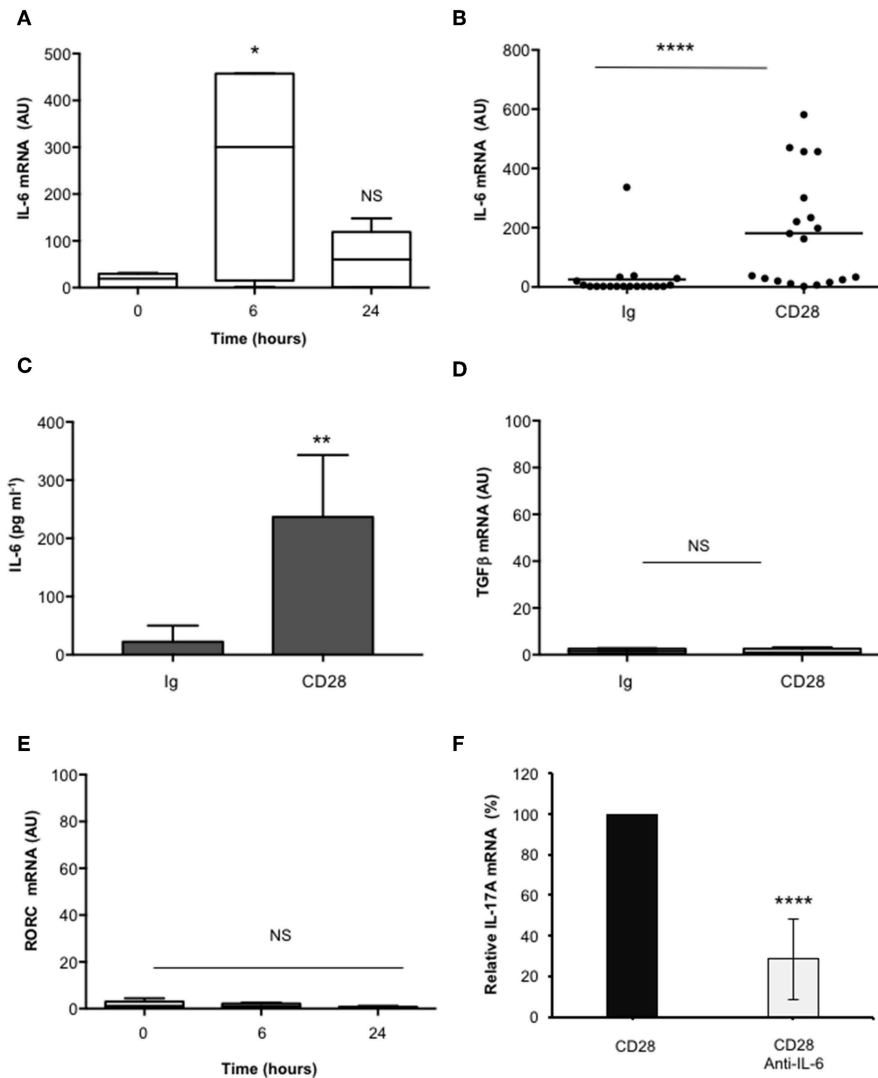 A
IL-6 mRNA (AU)
500
400
300
200
100
0
*
NS
0 6 24
Time (hours)
B
IL-6 mRNA (AU)
800
600
400
200
0
****
Ig CD28
C
IL-6 (pg ml-1)
400
300
200
100
0
**
Ig CD28
D
TGFβ mRNA (AU)
100
80
60
40
20
0
NS
Ig CD28
E
RORC mRNA (AU)
100
80
60
40
20
0
NS
0 6 24
Time (hours)
F
Relative IL-17A mRNA (%)
120
100
80
60
40
20
0
****
CD28 CD28
Anti-IL-6